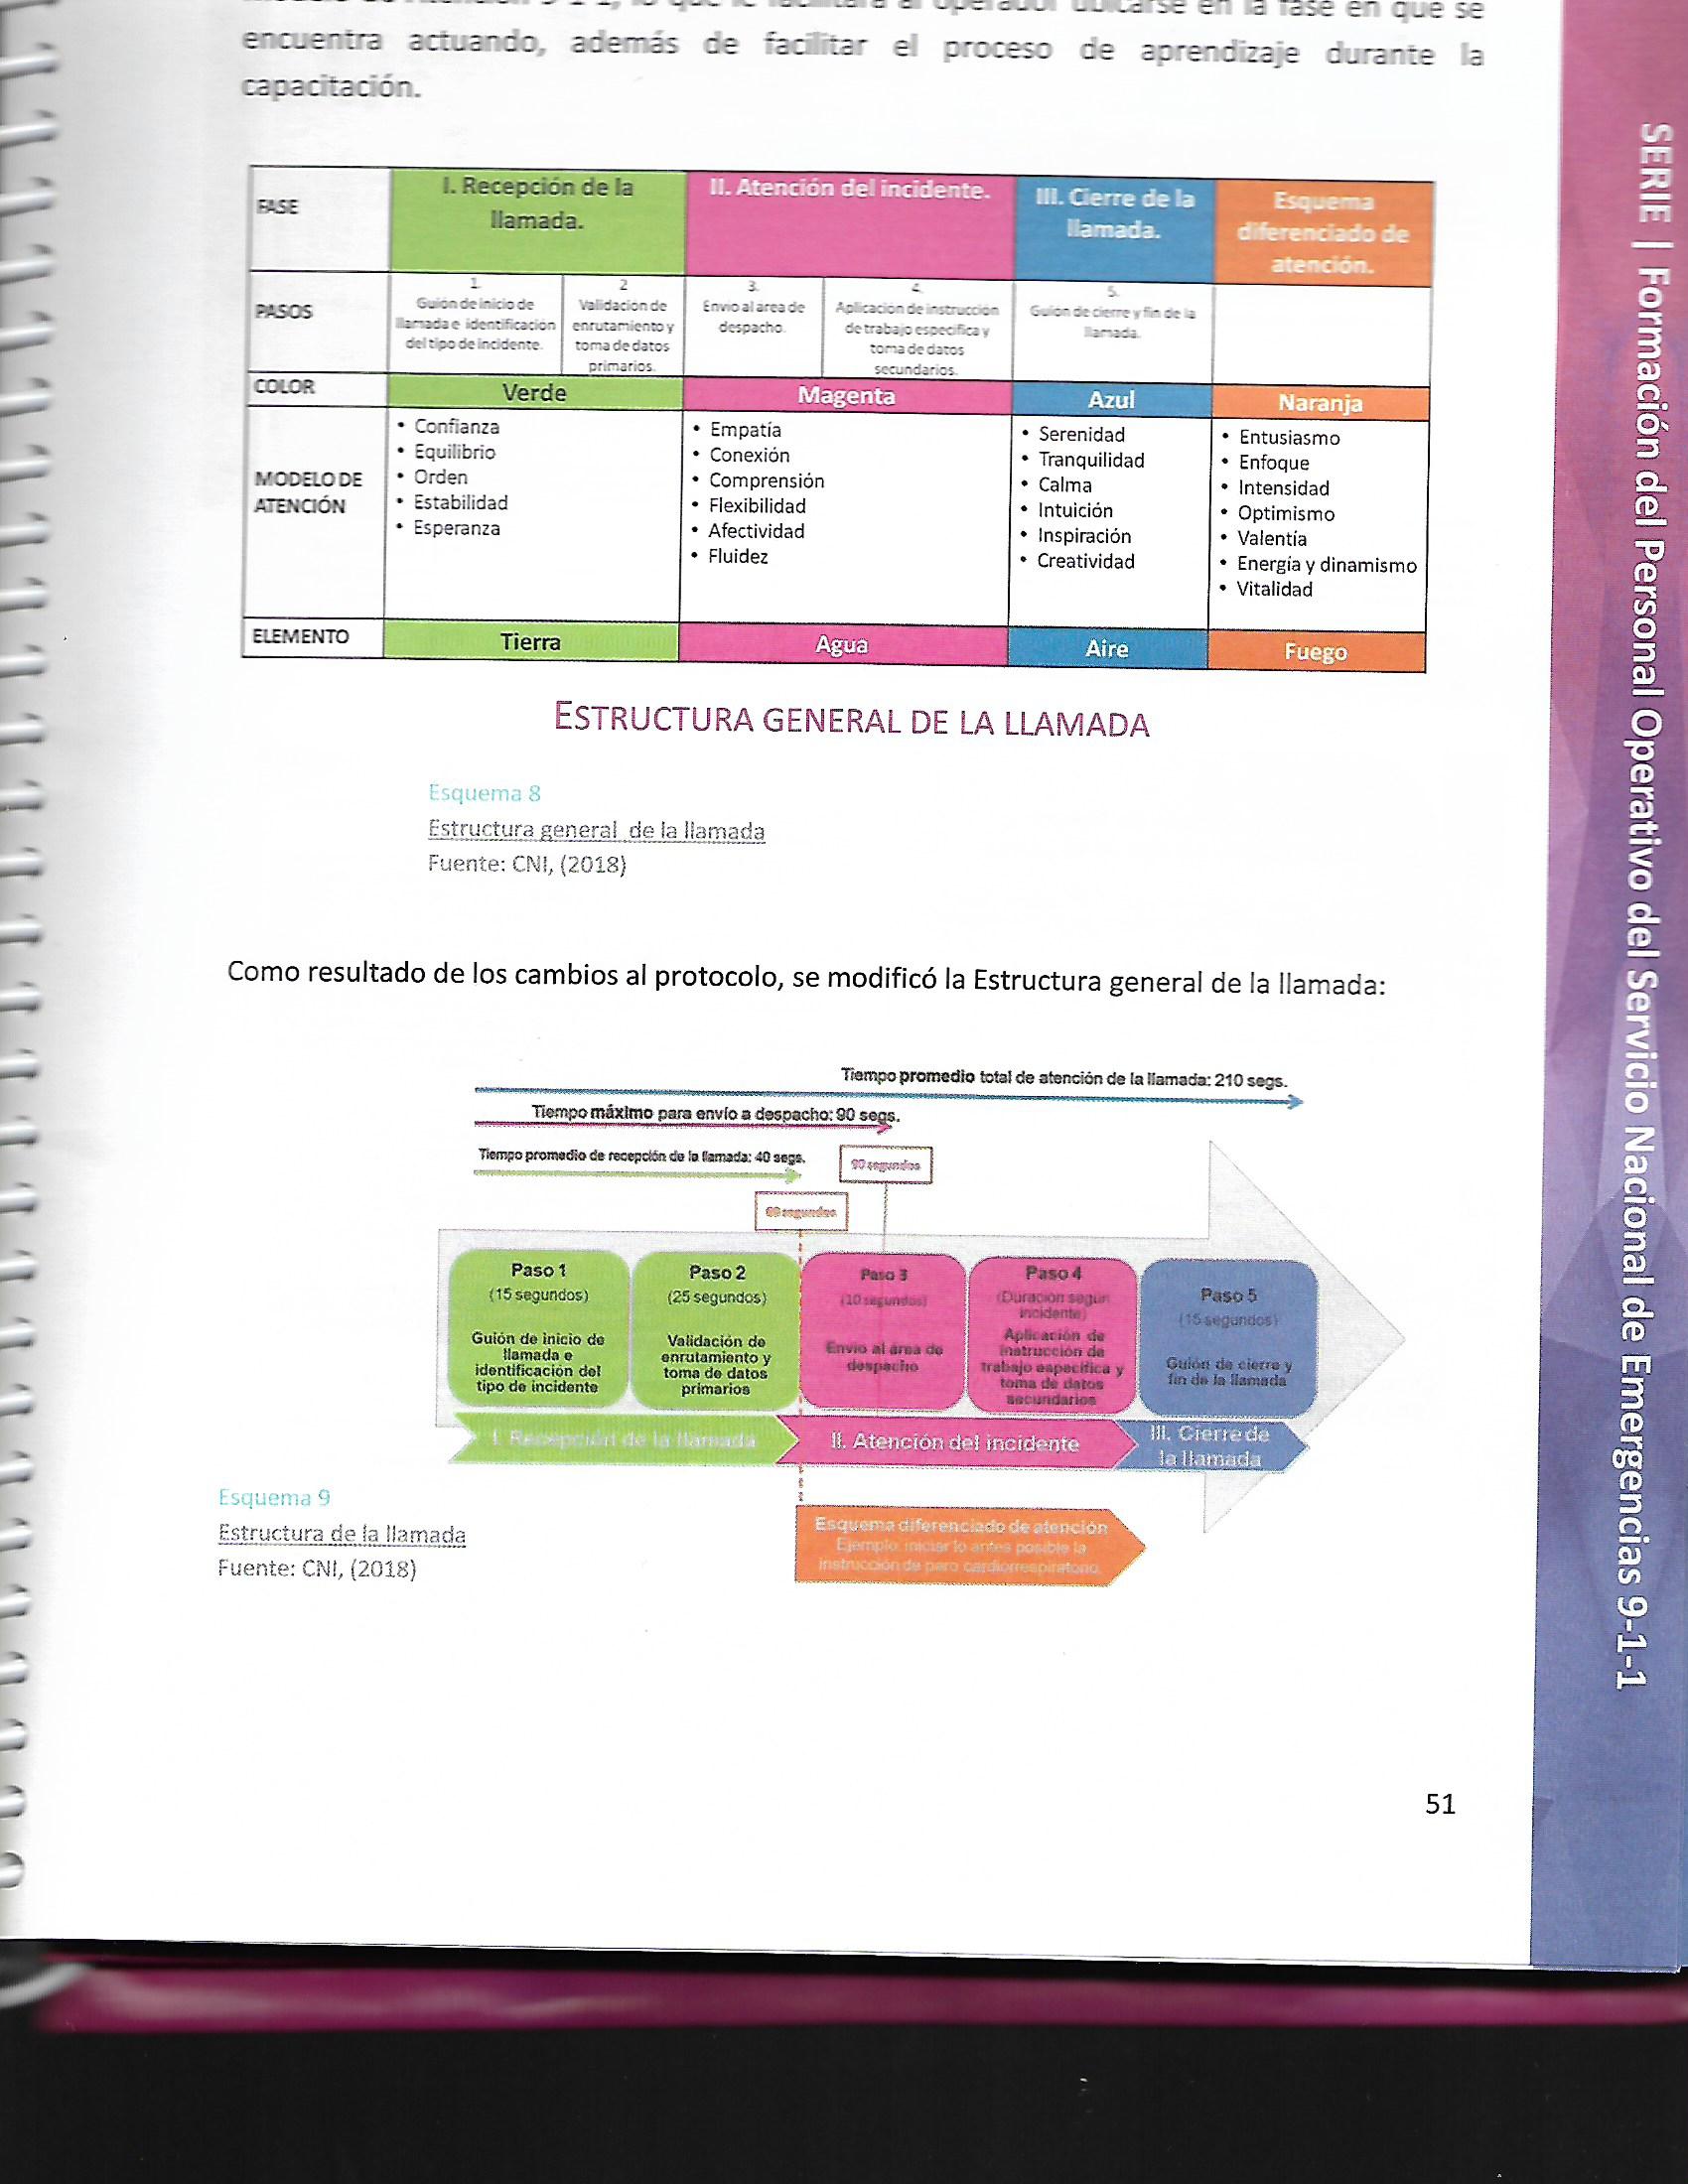 encuentra actuando, además de facilitar el proceso de aprendizaje durante la
capacitación.
FASE
I. Recepción de la
llamada.
II. Atención del incidente.
III. Cierre de la
llamada.
Esquema
diferenciado de
atención.
PASOS
1.
Guión de inicio de
llamada e identificación
del tipo de incidente.
2
Validación de
enrutamiento y
toma de datos
primarios.
3.
Envío al area de
despacho.
4.
Aplicación de instrucción
de trabajo especifica y
toma de datos
secundarios.
5.
Guión de cierre y fin de la
llamada.
COLOR
Verde
Magenta
Azul
Naranja
MODELO DE
ATENCIÓN
• Confianza
• Equilibrio
• Orden
• Estabilidad
• Esperanza
• Empatía
• Conexión
• Comprensión
• Flexibilidad
• Afectividad
• Fluidez
• Serenidad
• Tranquilidad
• Calma
• Intuición
• Inspiración
• Creatividad
• Entusiasmo
• Enfoque
• Intensidad
• Optimismo
• Valentía
• Energía y dinamismo
• Vitalidad
ELEMENTO
Tierra
Agua
Aire
Fuego
ESTRUCTURA GENERAL DE LA LLAMADA
Esquema 8
Estructura general de la llamada
Fuente: CNI, (2018)
Como resultado de los cambios al protocolo, se modificó la Estructura general de la llamada:
Tiempo promedio total de atención de la llamada: 210 segs.
Tiempo máximo para envío a despacho: 90 segs.
Tiempo promedio de recepción de la llamada: 40 segs.
90 segundos
segundos
Paso 1
(15 segundos)
Guión de inicio de
llamada e
identificación del
tipo de incidente
Paso 2
(25 segundos)
Validación de
enrutamiento y
toma de datos
primarios
Paso 3
(10 segundos)
Envío al área de
despacho
Paso 4
(Duración según
incidente)
Aplicación de
instrucción de
trabajo específica y
toma de datos
secundarios
Paso 5
(15 segundos)
Guión de cierre y
fin de la llamada
I. Recepción de la llamada
II. Atención del incidente
III. Cierre de
la llamada
Esquema diferenciado de atención
Ejemplo: iniciar lo antes posible la
instrucción de paro cardiorrespiratorio.
Esquema 9
Estructura de la llamada
Fuente: CNI, (2018)
51
SERIE | Formación del Personal Operativo del Servicio Nacional de Emergencias 9-1-1